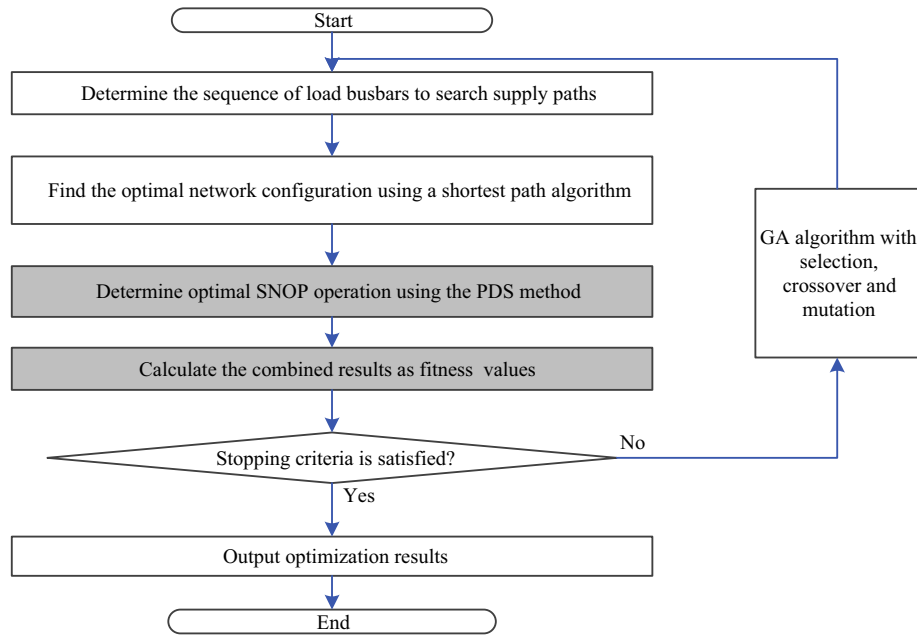 Start
Determine the sequence of load busbars to search supply paths
Find the optimal network configuration using a shortest path algorithm
Determine optimal SNOP operation using the PDS method
Calculate the combined results as fitness values
Stopping criteria is satisfied?
No
Yes
GA algorithm with
selection,
crossover and
mutation
Output optimization results
End